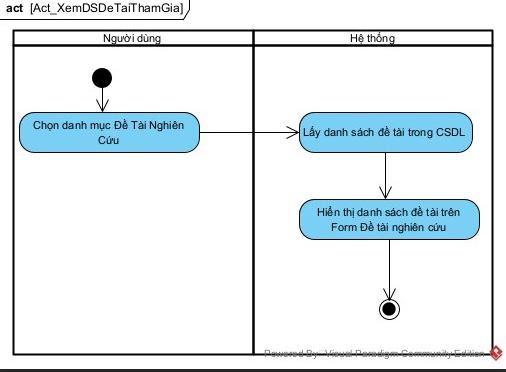 act [Act_XemDSDeTaiThamGia]
Người dùng
Hệ thống
Chọn danh mục Đề Tài Nghiên
Cứu
Lấy danh sách đề tài trong CSDL
Hiển thị danh sách đề tài trên
Form Đề tài nghiên cứu
Powered By: Visual Paradigm Community Edition